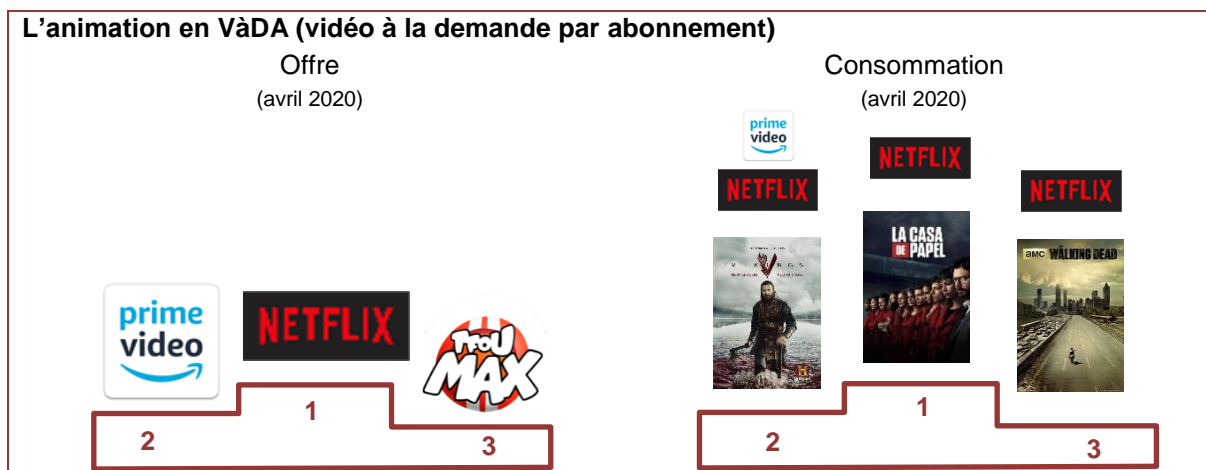 L'animation en VàDA (vidéo à la demande par abonnement)
Offre
(avril 2020)
prime
video
NETFLIX
TFOU
MAX
1
2
3
Consommation
(avril 2020)
prime
video
NETFLIX
NETFLIX
NETFLIX
VIKINGS
LA CASA
DE PAPEL
amc WALKING DEAD
1
2
3